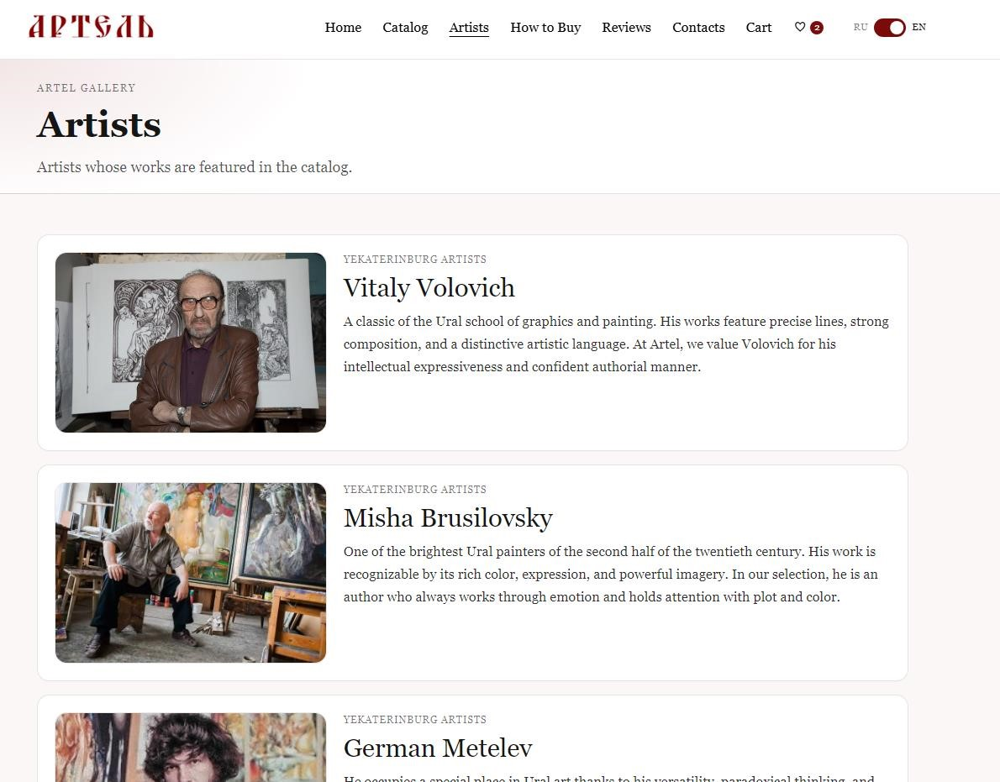 АРТЕЛЬ
Home Catalog Artists How to Buy Reviews Contacts Cart ♡ 2 RU EN
ARTEL GALLERY
Artists
Artists whose works are featured in the catalog.
YEKATERINBURG ARTISTS
Vitaly Volovich
A classic of the Ural school of graphics and painting. His works feature precise lines, strong
composition, and a distinctive artistic language. At Artel, we value Volovich for his
intellectual expressiveness and confident authorial manner.
YEKATERINBURG ARTISTS
Misha Brusilovsky
One of the brightest Ural painters of the second half of the twentieth century. His work is
recognizable by its rich color, expression, and powerful imagery. In our selection, he is an
author who always works through emotion and holds attention with plot and color.
YEKATERINBURG ARTISTS
German Metelev
He occupies a special place in Ural art thanks to his versatility, paradoxical thinking, and